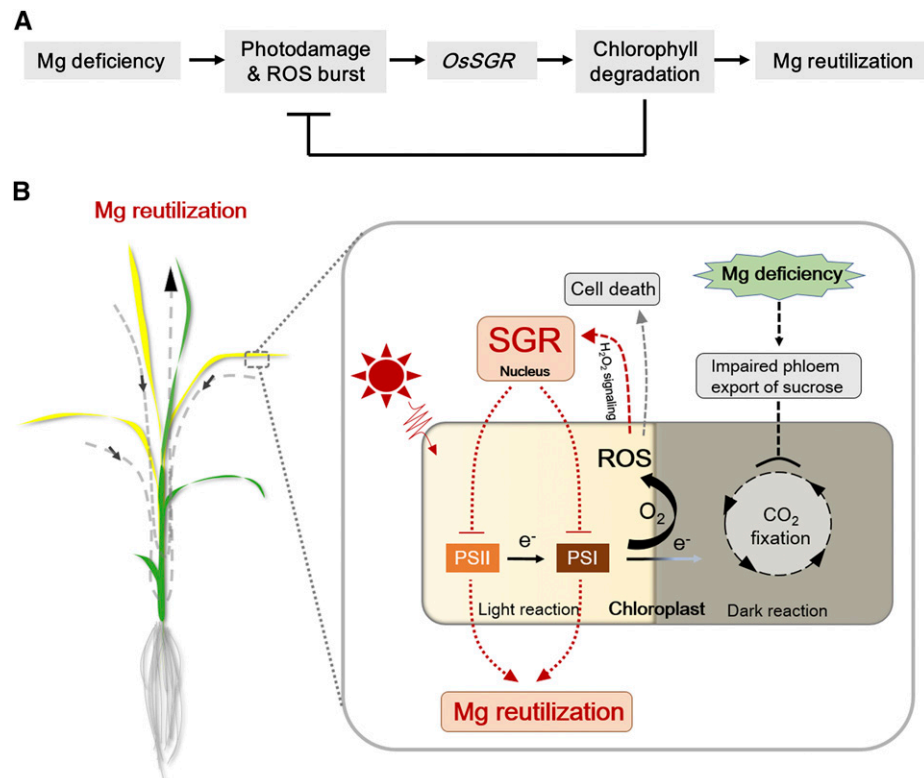 A
Mg deficiency
Photodamage
& ROS burst
OsSGR
Chlorophyll
degradation
Mg reutilization
B
Mg reutilization
Mg deficiency
Cell death
SGR
Nucleus
H₂O₂ signaling
Impaired phloem
export of sucrose
ROS
O₂
CO₂
fixation
PSII
e-
PSI
e-
Light reaction
Chloroplast
Dark reaction
Mg reutilization